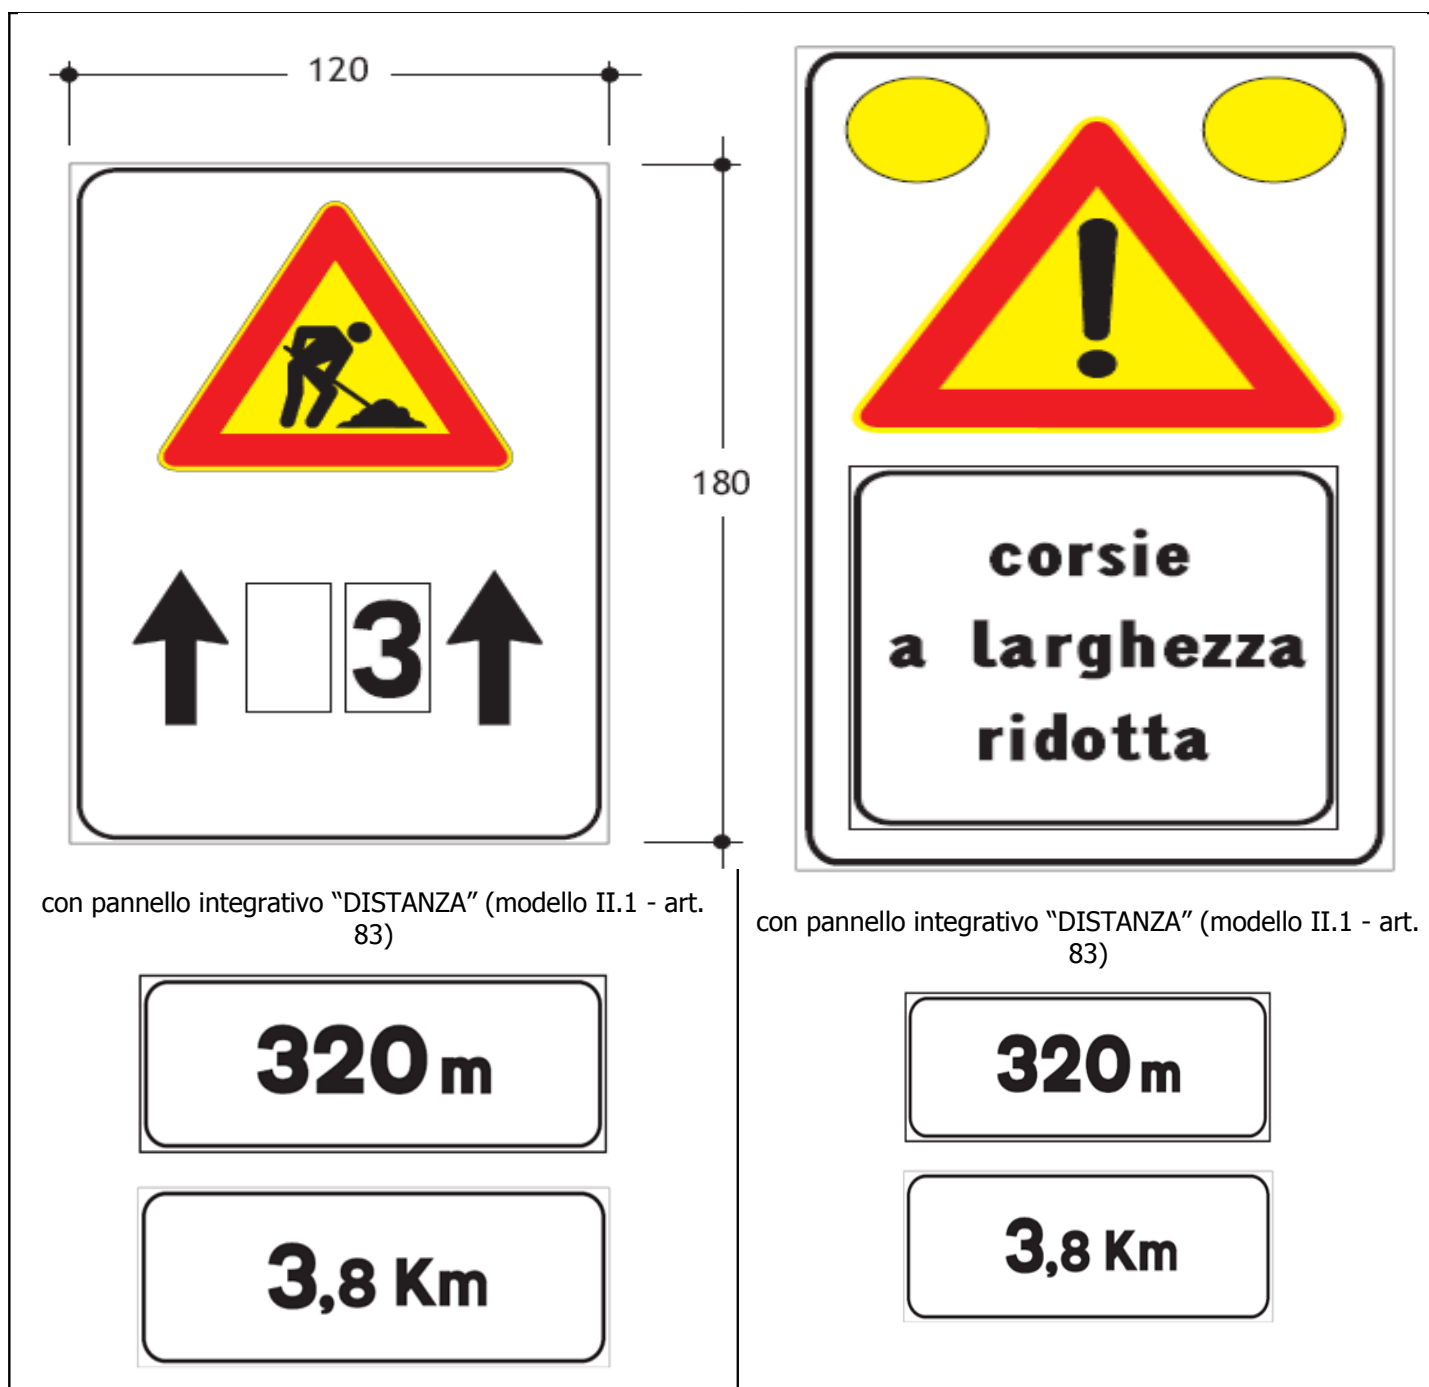 120
180
3
con pannello integrativo “DISTANZA” (modello II.1 - art.
83)
320 m
3,8 Km
corsie
a larghezza
ridotta
con pannello integrativo “DISTANZA” (modello II.1 - art.
83)
320 m
3,8 Km